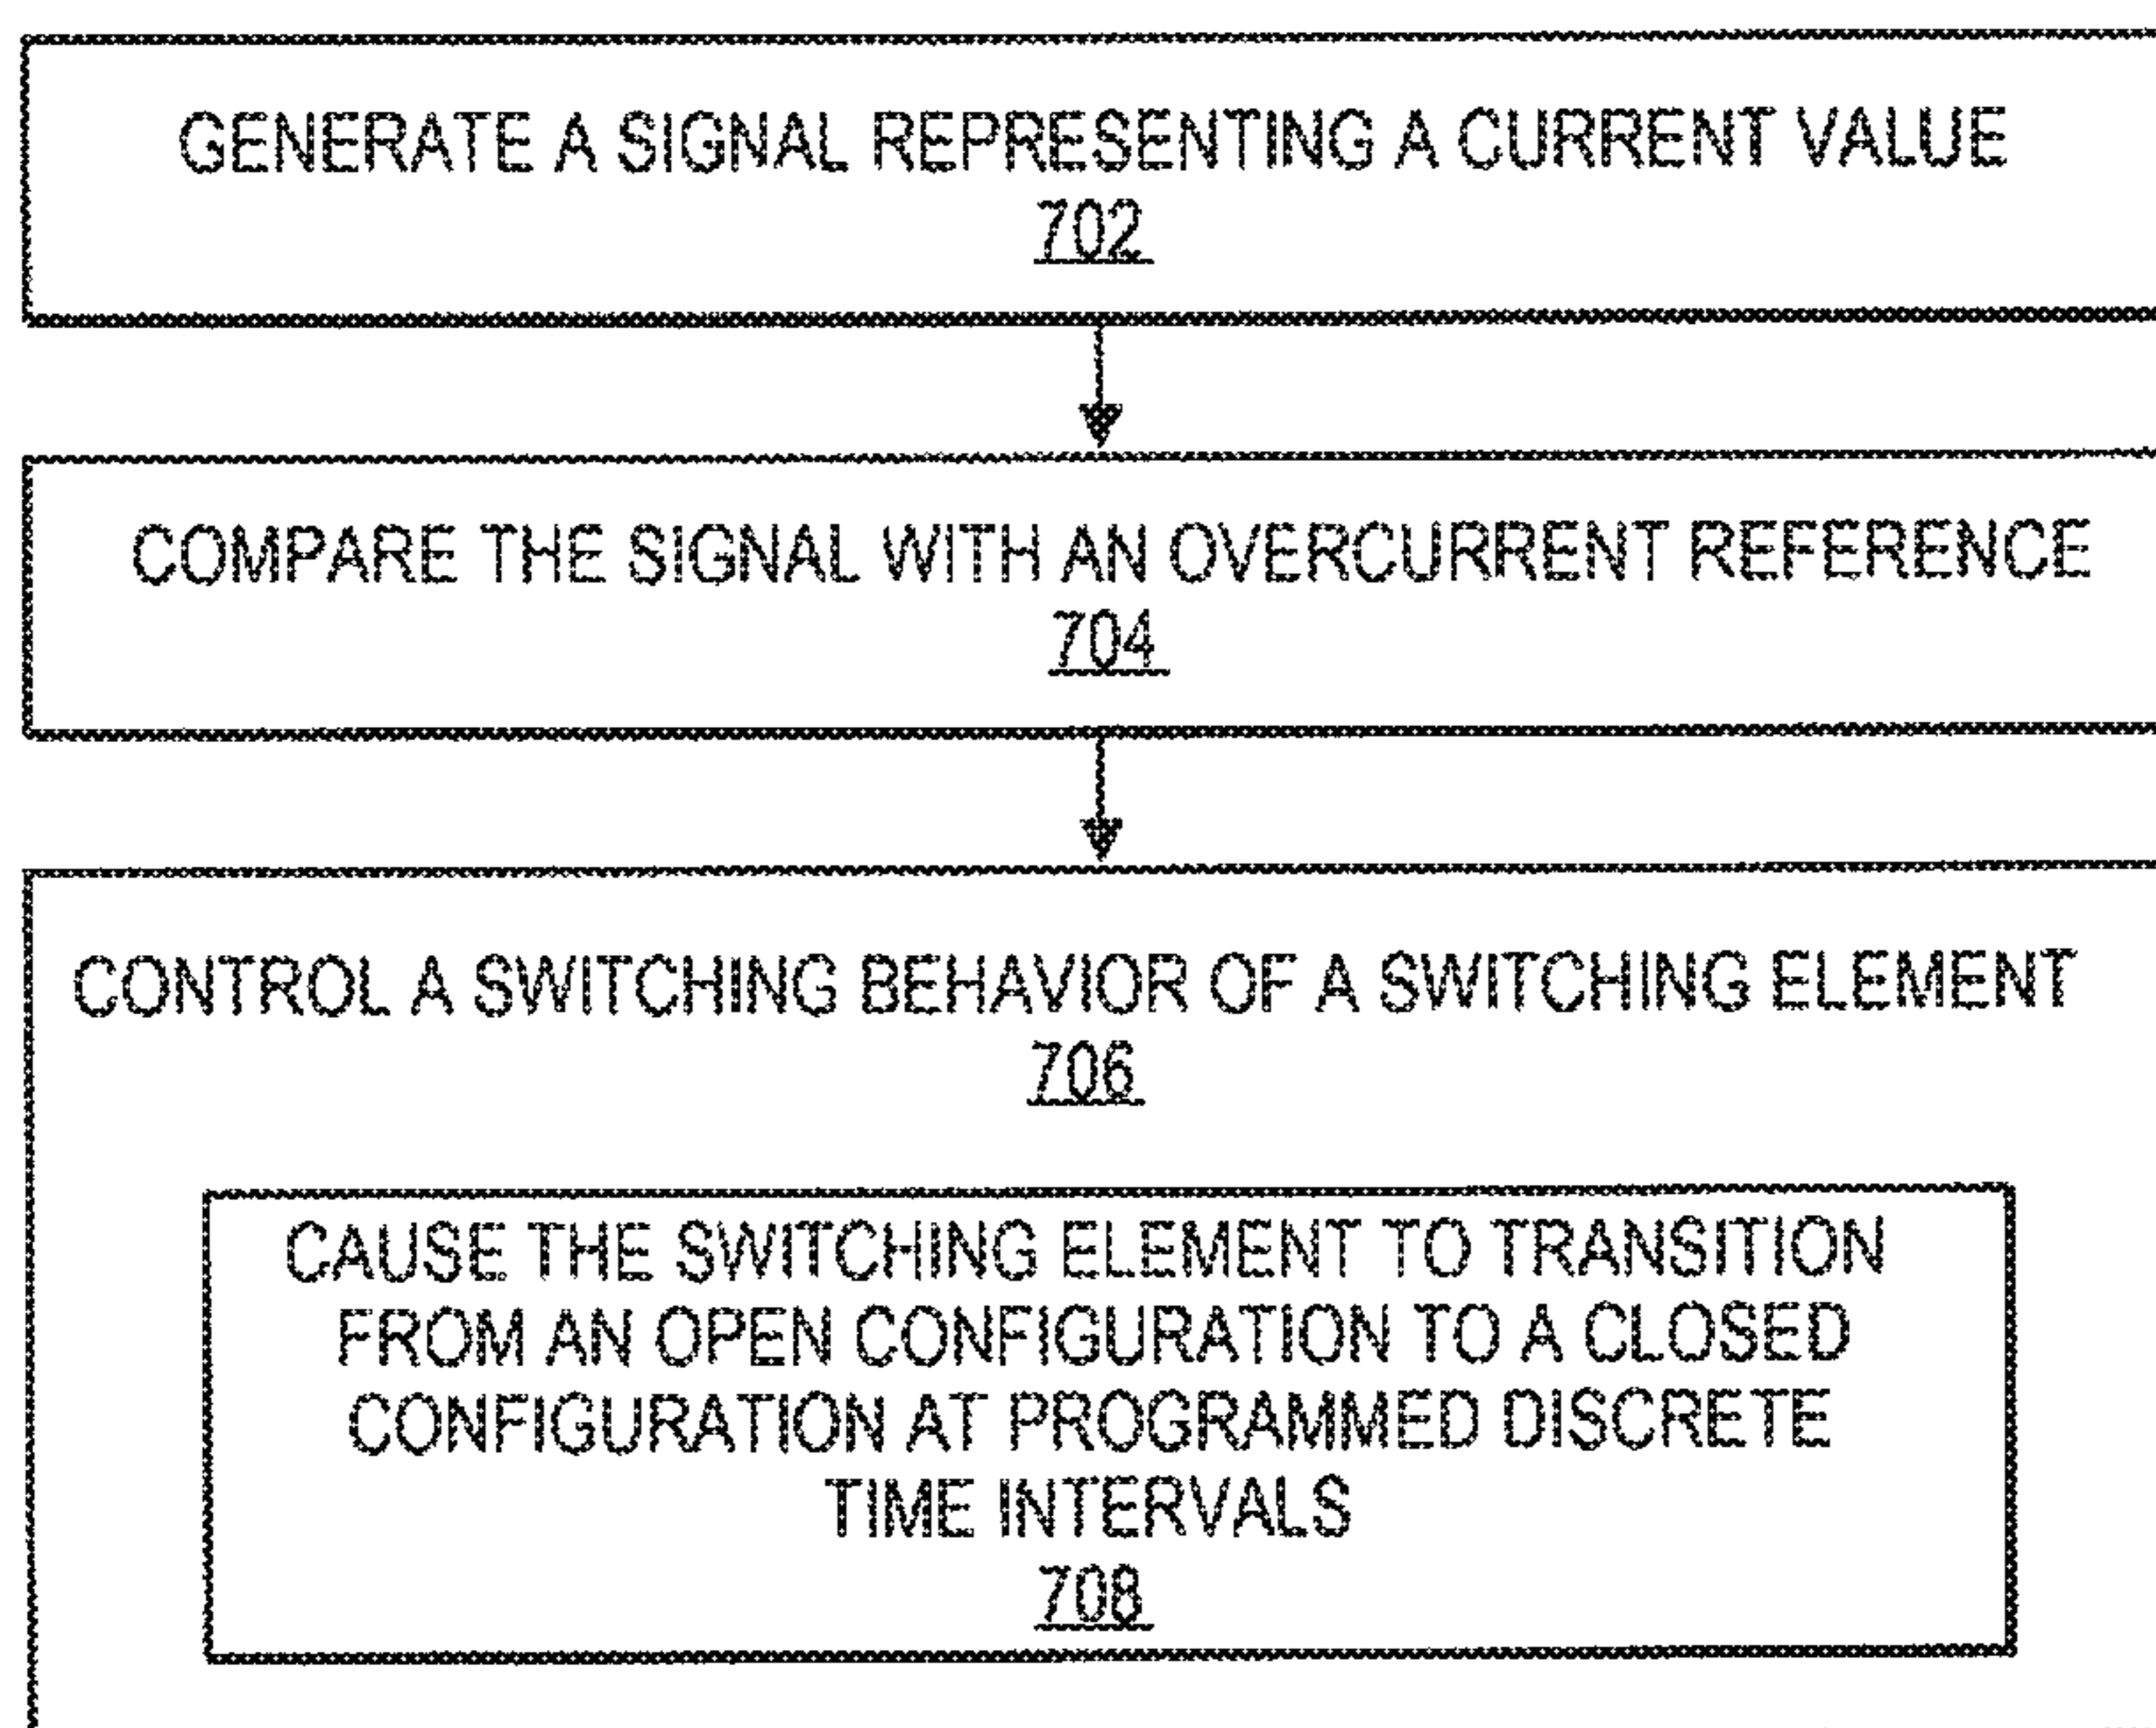 GENERATE A SIGNAL REPRESENTING A CURRENT VALUE
702
COMPARE THE SIGNAL WITH AN OVERCURRENT REFERENCE
704
CONTROL A SWITCHING BEHAVIOR OF A SWITCHING ELEMENT
706
CAUSE THE SWITCHING ELEMENT TO TRANSITION
FROM AN OPEN CONFIGURATION TO A CLOSED
CONFIGURATION AT PROGRAMMED DISCRETE
TIME INTERVALS
708